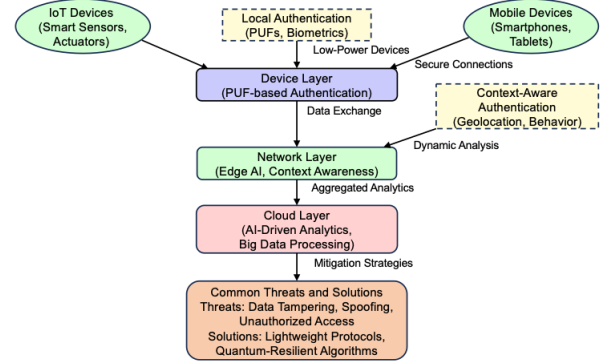 IoT Devices
(Smart Sensors,
Actuators)
Local Authentication
(PUFs, Biometrics)
Mobile Devices
(Smartphones,
Tablets)
Low-Power Devices
Secure Connections
Device Layer
(PUF-based Authentication)
Context-Aware
Authentication
(Geolocation, Behavior)
Data Exchange
Dynamic Analysis
Network Layer
(Edge AI, Context Awareness)
Aggregated Analytics
Cloud Layer
(AI-Driven Analytics,
Big Data Processing)
Mitigation Strategies
Common Threats and Solutions
Threats: Data Tampering, Spoofing,
Unauthorized Access
Solutions: Lightweight Protocols,
Quantum-Resilient Algorithms